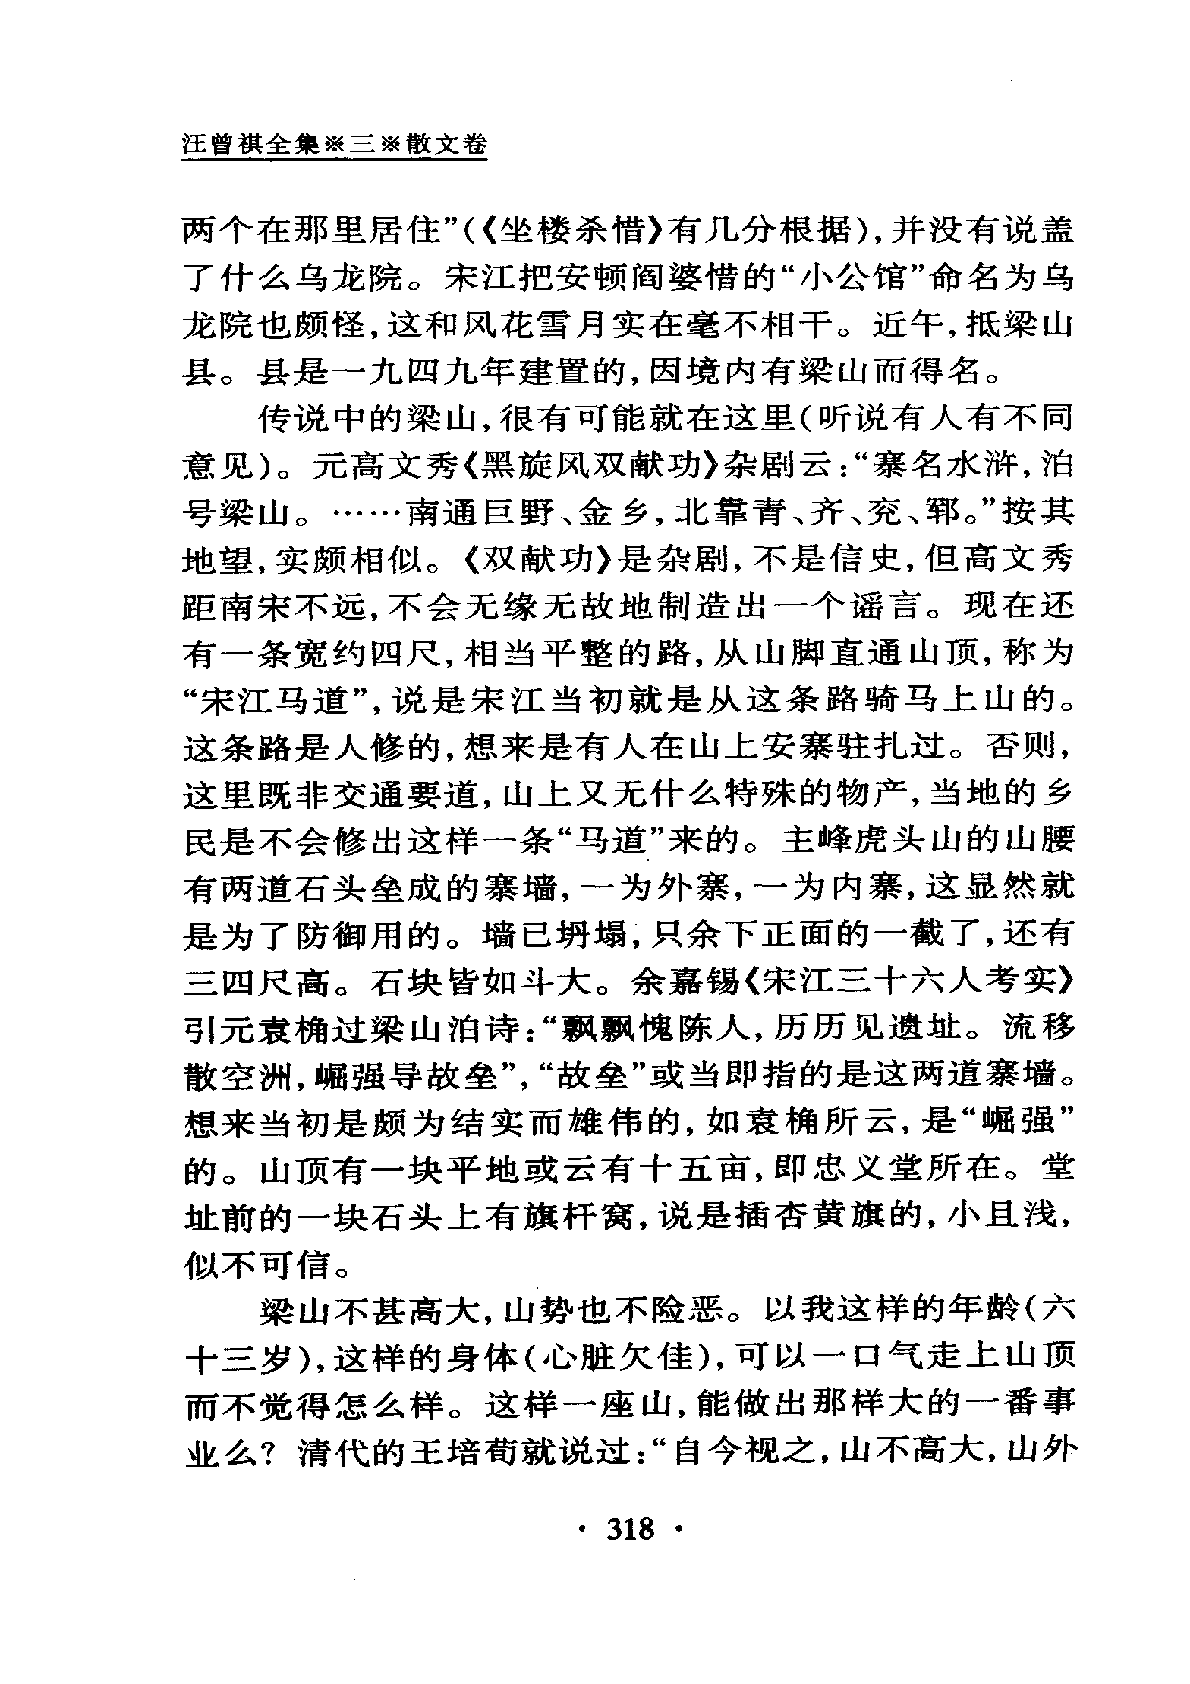 汪曾祺全集※三※散文卷
两个在那里居住”(《坐楼杀惜》有几分根据),并没有说盖
了什么乌龙院。宋江把安顿阎婆惜的“小公馆”命名为乌
龙院也颇怪,这和风花雪月实在毫不相干。近午,抵梁山
县。县是一九四九年建置的,因境内有梁山而得名。
传说中的梁山,很有可能就在这里(听说有人有不同
意见)。元高文秀《黑旋风双献功》杂剧云:“寨名水浒,泊
号梁山。……南通巨野、金乡,北靠青、齐、兖、郓。”按其
地望,实颇相似。《双献功》是杂剧,不是信史,但高文秀
距南宋不远,不会无缘无故地制造出一个谣言。现在还
有一条宽约四尺,相当平整的路,从山脚直通山顶,称为
“宋江马道”,说是宋江当初就是从这条路骑马上山的。
这条路是人修的,想来是有人在山上安寨驻扎过。否则,
这里既非交通要道,山上又无什么特殊的物产,当地的乡
民是不会修出这样一条“马道”来的。主峰虎头山的山腰
有两道石头垒成的寨墙,一为外寨,一为内寨,这显然就
是为了防御用的。墙已坍塌,只余下正面的一截了,还有
三四尺高。石块皆如斗大。余嘉锡《宋江三十六人考实》
引元袁桷过梁山泊诗:“飘飘愧陈人,历历见遗址。流移
散空洲,崛强导故垒”,“故垒”或当即指的是这两道寨墙。
想来当初是颇为结实而雄伟的,如袁桷所云,是“崛强”
的。山顶有一块平地或云有十五亩,即忠义堂所在。堂
址前的一块石头上有旗杆窝,说是插杏黄旗的,小且浅,
似不可信。
梁山不甚高大,山势也不险恶。以我这样的年龄(六
十三岁),这样的身体(心脏欠佳),可以一口气走上山顶
而不觉得怎么样。这样一座山,能做出那样大的一番事
业么?清代的王培荀就说过:“自今视之,山不高大,山外
· 318 ·